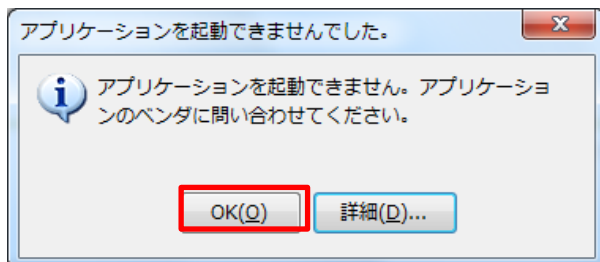 アプリケーションを起動できませんでした。
アプリケーションを起動できません。アプリケーショ
ンのベンダに問い合わせてください。
OK(O) 詳細(D)...